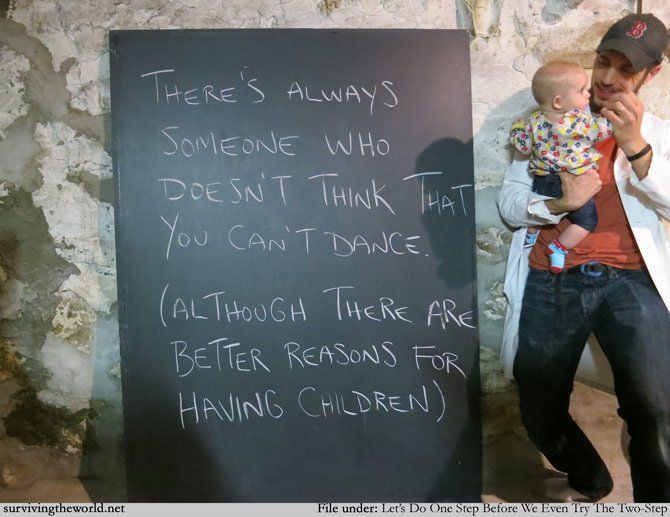 THERE'S ALWAYS
SOMEONE WHO
DOESN'T THINK THAT
YOU CAN'T DANCE.
(ALTHOUGH THERE ARE
BETTER REASONS FOR
HAVING CHILDREN)
B
survivingtheworld.net
File under: Let's Do One Step Before We Even Try The Two-Step